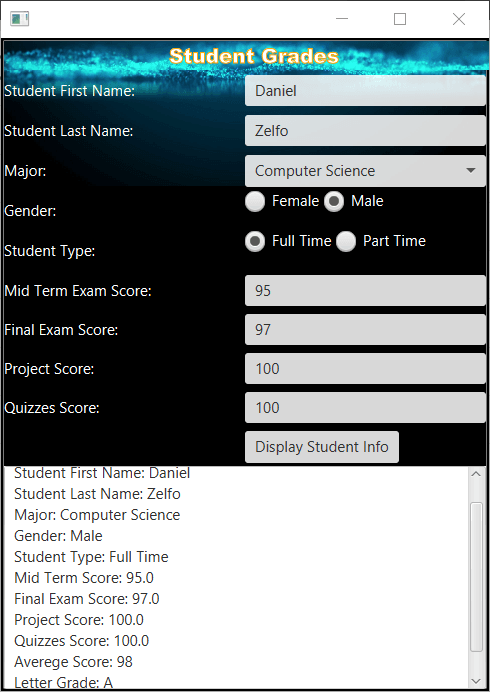 Student Grades
Student First Name: Daniel
Student Last Name: Zelfo
Major: Computer Science
Gender: Female Male
Student Type: Full Time Part Time
Mid Term Exam Score: 95
Final Exam Score: 97
Project Score: 100
Quizzes Score: 100
Display Student Info
Student First Name: Daniel
Student Last Name: Zelfo
Major: Computer Science
Gender: Male
Student Type: Full Time
Mid Term Score: 95.0
Final Exam Score: 97.0
Project Score: 100.0
Quizzes Score: 100.0
Averege Score: 98
Letter Grade: A